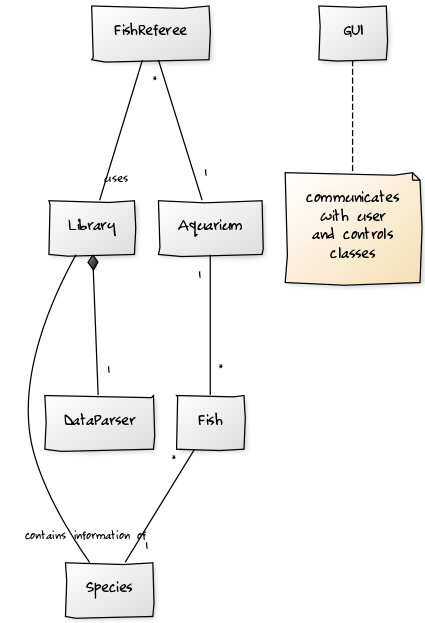 FishReferee
GUI
*
uses
1
communicates
with user
and controls
classes
Library
Aquarium
1
1
*
DataParser
Fish
*
contains information of
1
Species